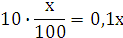 10 · x/100 = 0,1x